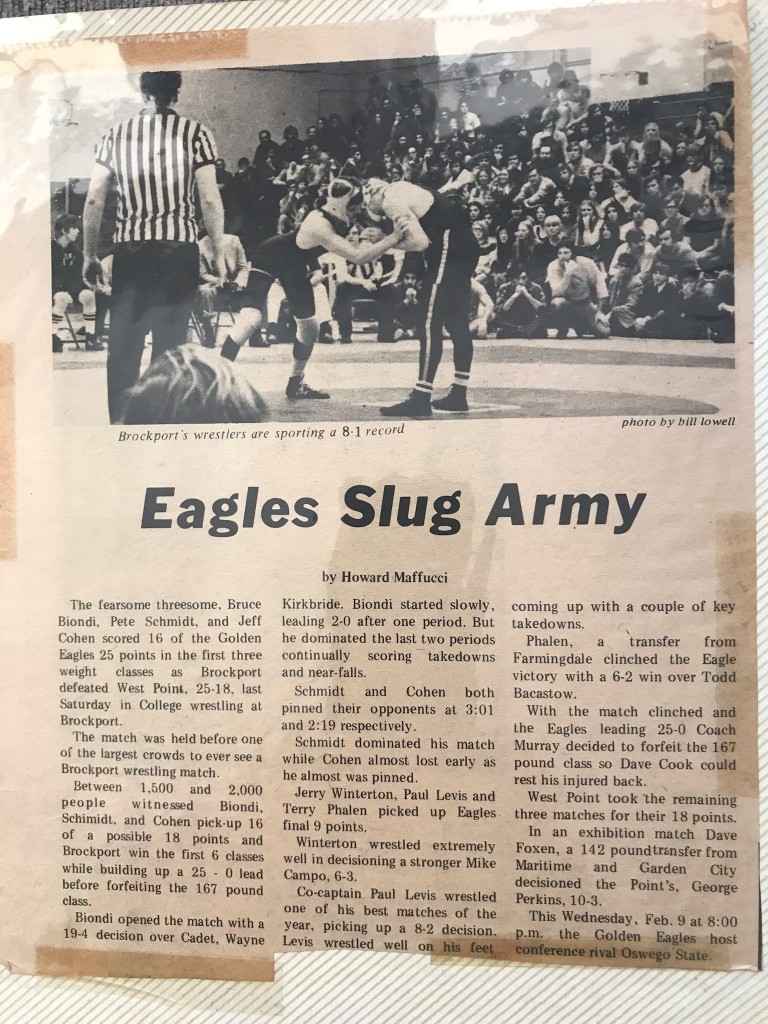 Brockport's wrestlers are sporting a 8-1 record
photo by bill lowell
Eagles Slug Army
by Howard Maffucci
The fearsome threesome, Bruce
Biondi, Pete Schmidt, and Jeff
Cohen scored 16 of the Golden
Eagles 25 points in the first three
weight classes as Brockport
defeated West Point, 25-18, last
Saturday in College wrestling at
Brockport.
The match was held before one
of the largest crowds to ever see a
Brockport wrestling match.
Between 1,500 and 2,000
people witnessed Biondi,
Schimidt, and Cohen pick-up 16
of a possible 18 points and
Brockport win the first 6 classes
while building up a 25 - 0 lead
before forfeiting the 167 pound
class.
Biondi opened the match with a
19-4 decision over Cadet, Wayne
Kirkbride. Biondi started slowly,
leading 2-0 after one period. But
he dominated the last two periods
continually scoring takedowns
and near-falls.
Schmidt and Cohen both
pinned their opponents at 3:01
and 2:19 respectively.
Schmidt dominated his match
while Cohen almost lost early as
he almost was pinned.
Jerry Winterton, Paul Levis and
Terry Phalen picked up Eagles
final 9 points.
Winterton wrestled extremely
well in decisioning a stronger Mike
Campo, 6-3.
Co-captain Paul Levis wrestled
one of his best matches of the
year, picking up a 8-2 decision.
Levis wrestled well on his feet
coming up with a couple of key
takedowns.
Phalen, a transfer from
Farmingdale clinched the Eagle
victory with a 6-2 win over Todd
Bacastow.
With the match clinched and
the Eagles leading 25-0 Coach
Murray decided to forfeit the 167
pound class so Dave Cook could
rest his injured back.
West Point took the remaining
three matches for their 18 points.
In an exhibition match Dave
Foxen, a 142 pound transfer from
Maritime and Garden City
decisioned the Point's, George
Perkins, 10-3.
This Wednesday, Feb. 9 at 8:00
p.m. the Golden Eagles host
conference rival Oswego State.